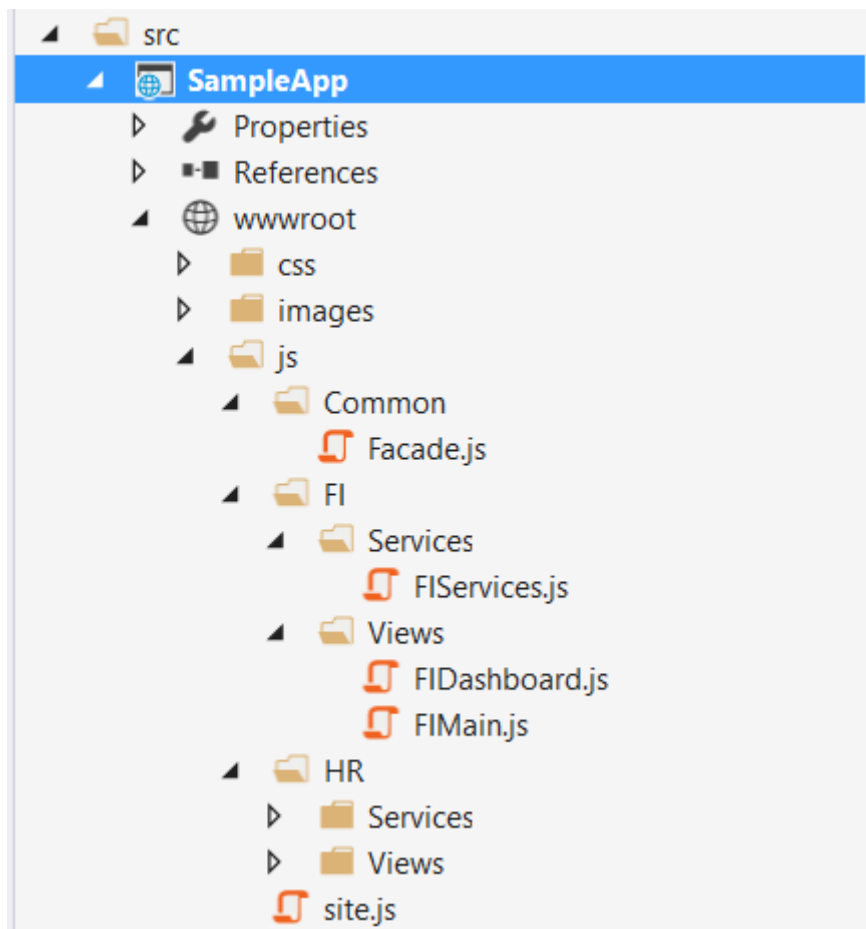 src
SampleApp
Properties
References
wwwroot
css
images
js
Common
Facade.js
FI
Services
FIServices.js
Views
FIDashboard.js
FIMain.js
HR
Services
Views
site.js